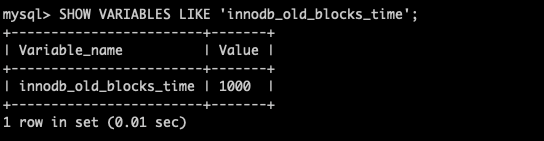 mysql> SHOW VARIABLES LIKE 'innodb_old_blocks_time';
+------------------------+-------+
| Variable_name          | Value |
+------------------------+-------+
| innodb_old_blocks_time | 1000  |
+------------------------+-------+
1 row in set (0.01 sec)